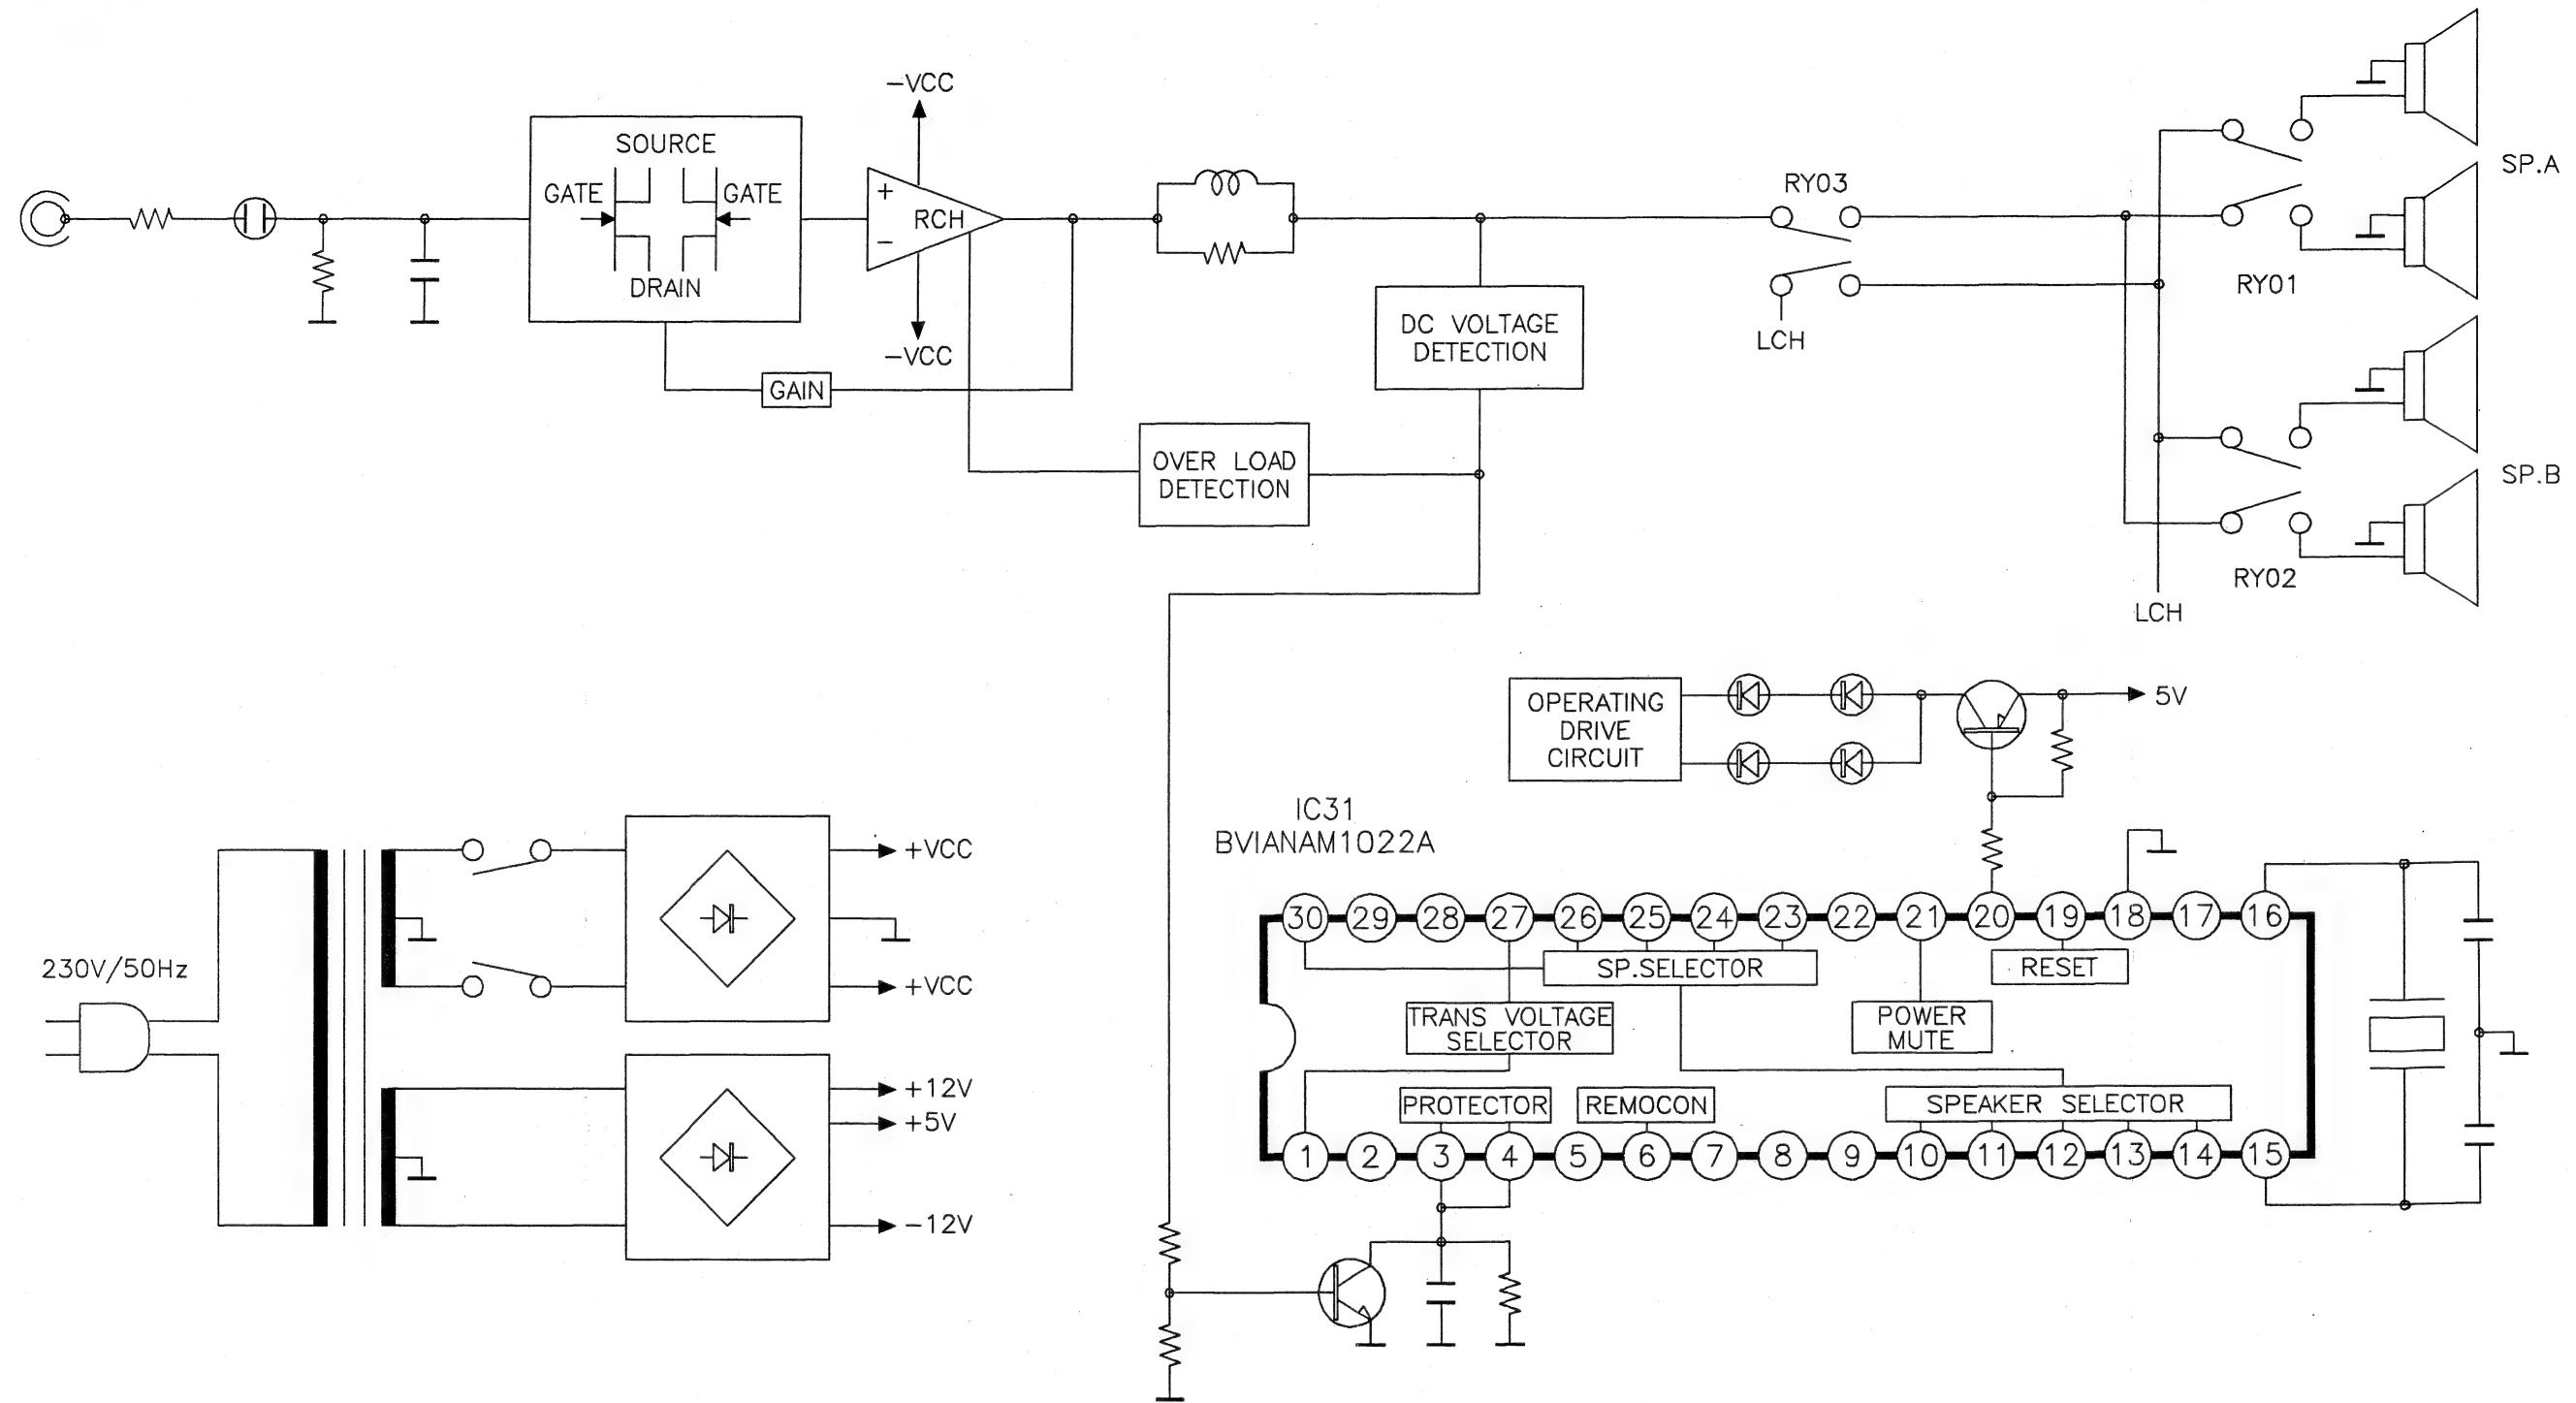 -VCC
SOURCE
GATE
GATE
DRAIN
+
RCH
-
-VCC
GAIN
OVER LOAD
DETECTION
DC VOLTAGE
DETECTION
RY03
LCH
SP.A
RY01
SP.B
RY02
LCH
OPERATING
DRIVE
CIRCUIT
5V
230V/50Hz
+VCC
+VCC
+12V
+5V
-12V
IC31
BVIANAM1022A
30 29 28 27 26 25 24 23 22 21 20 19 18 17 16
SP.SELECTOR
RESET
TRANS VOLTAGE
SELECTOR
POWER
MUTE
PROTECTOR
REMOCON
SPEAKER SELECTOR
1 2 3 4 5 6 7 8 9 10 11 12 13 14 15